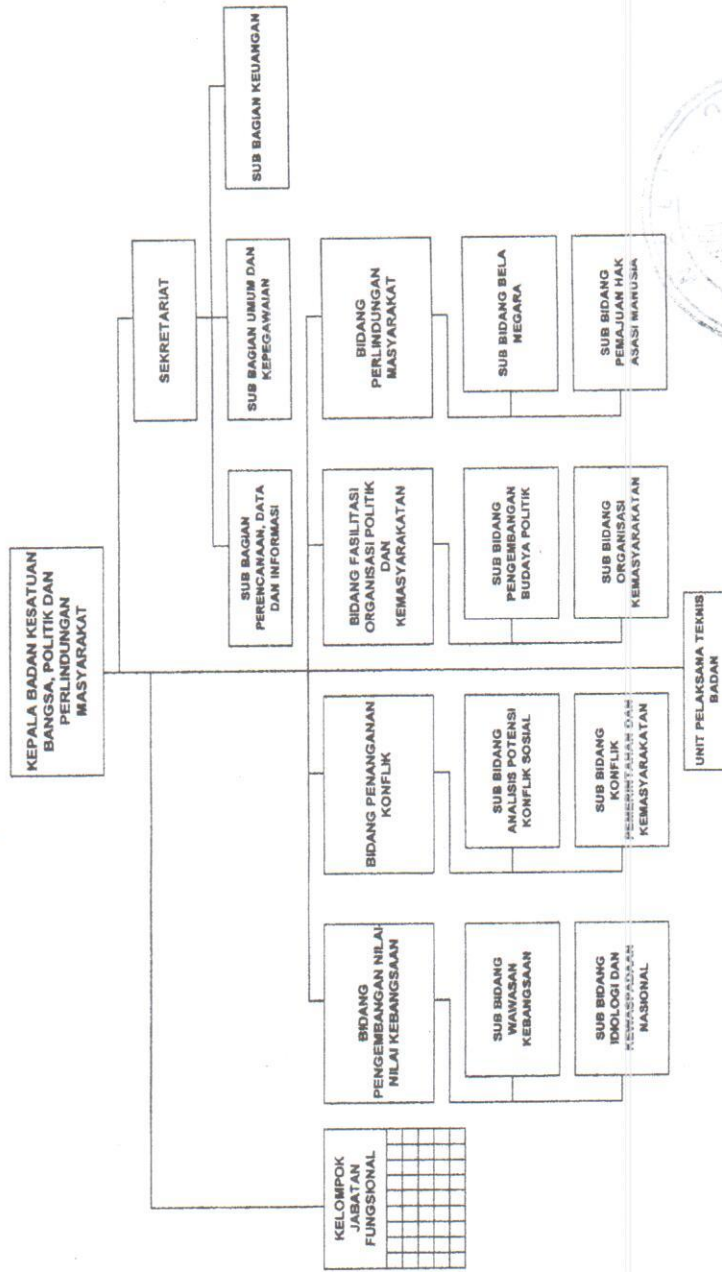 KEPALA BADAN KESATUAN
BANGSA, POLITIK DAN
PERLINDUNGAN
MASYARAKAT
SEKRETARIAT
SUB BAGIAN
PERENCANAAN, DATA
DAN INFORMASI
SUB BAGIAN UMUM DAN
KEPEGAWAIAN
SUB BAGIAN KEUANGAN
KELOMPOK
JABATAN
FUNGSIONAL
BIDANG
PENGEMBANGAN NILAI-
NILAI KEBANGSAAN
BIDANG PENANGANAN
KONFLIK
BIDANG FASILITASI
ORGANISASI POLITIK
DAN
KEMASYARAKATAN
BIDANG
PERLINDUNGAN
MASYARAKAT
SUB BIDANG
WAWASAN
KEBANGSAAN
SUB BIDANG
ANALISIS POTENSI
KONFLIK SOSIAL
SUB BIDANG
PENGEMBANGAN
BUDAYA POLITIK
SUB BIDANG BELA
NEGARA
SUB BIDANG
IDIOLOGI DAN
KEWASPADAAN
NASIONAL
SUB BIDANG
KONFLIK
PEMERINTAHAN DAN
KEMASYARAKATAN
SUB BIDANG
ORGANISASI
KEMASYARAKATAN
SUB BIDANG
PEMAJUAN HAK
ASASI MANUSIA
UNIT PELAKSANA TEKNIS
BADAN